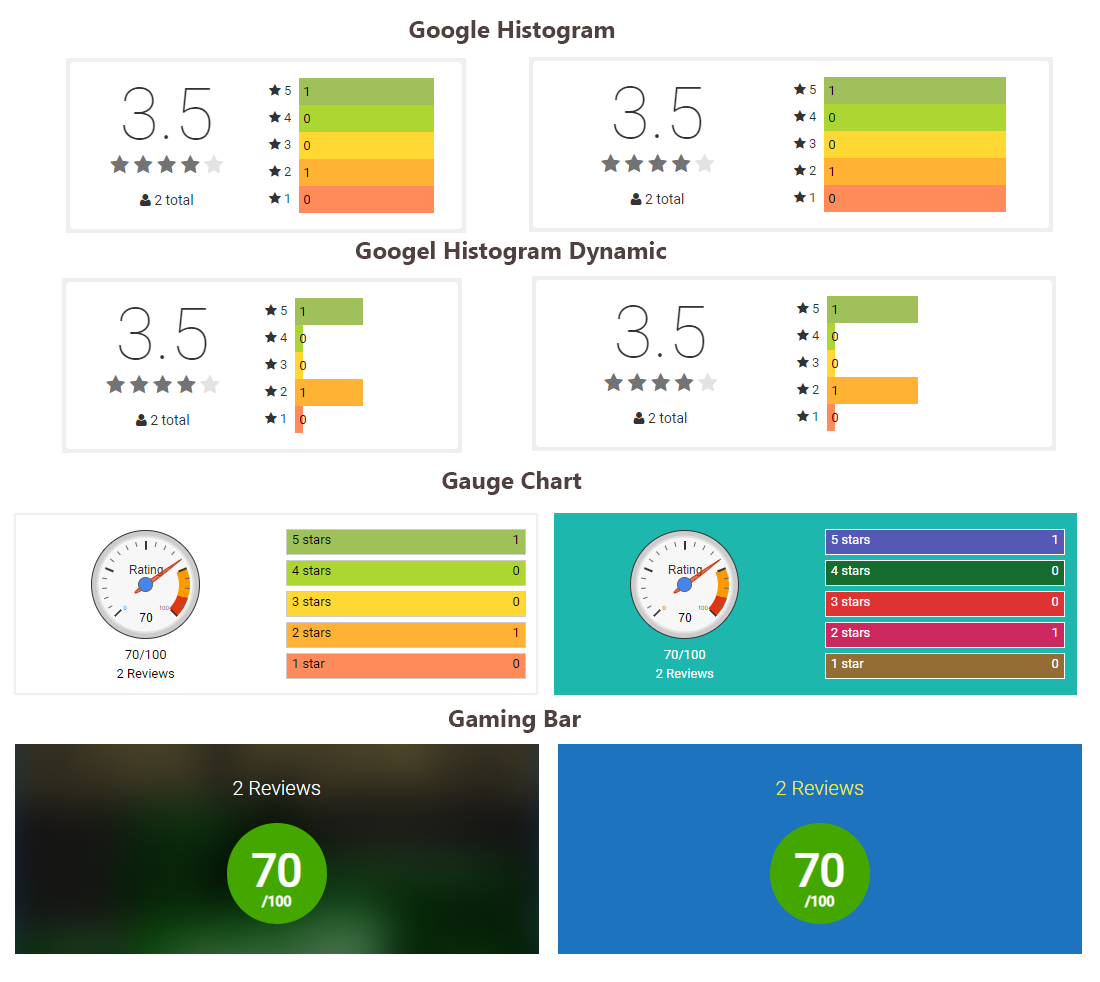 Google Histogram
3.5
2 total
5 1
4 0
3 0
2 1
1 0
3.5
2 total
5 1
4 0
3 0
2 1
1 0
Googel Histogram Dynamic
3.5
2 total
5 1
4 0
3 0
2 1
1 0
3.5
2 total
5 1
4 0
3 0
2 1
1 0
Gauge Chart
Rating
0 100
70
70/100
2 Reviews
5 stars 1
4 stars 0
3 stars 0
2 stars 1
1 star 0
Rating
0 100
70
70/100
2 Reviews
5 stars 1
4 stars 0
3 stars 0
2 stars 1
1 star 0
Gaming Bar
2 Reviews
70
/100
2 Reviews
70
/100